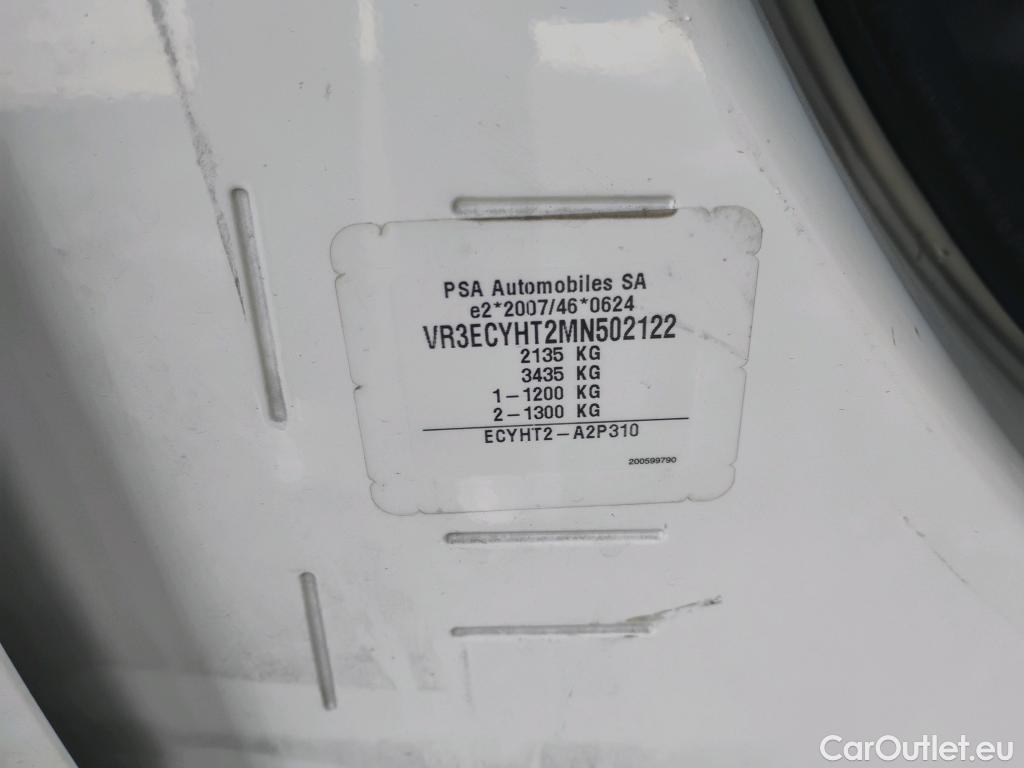 PSA Automobiles SA
e2*2007/46*0624
VR3ECYHT2MN502122
2135 KG
3435 KG
1-1200 KG
2-1300 KG
ECYHT2-A2P310
200599790
CarOutlet.eu